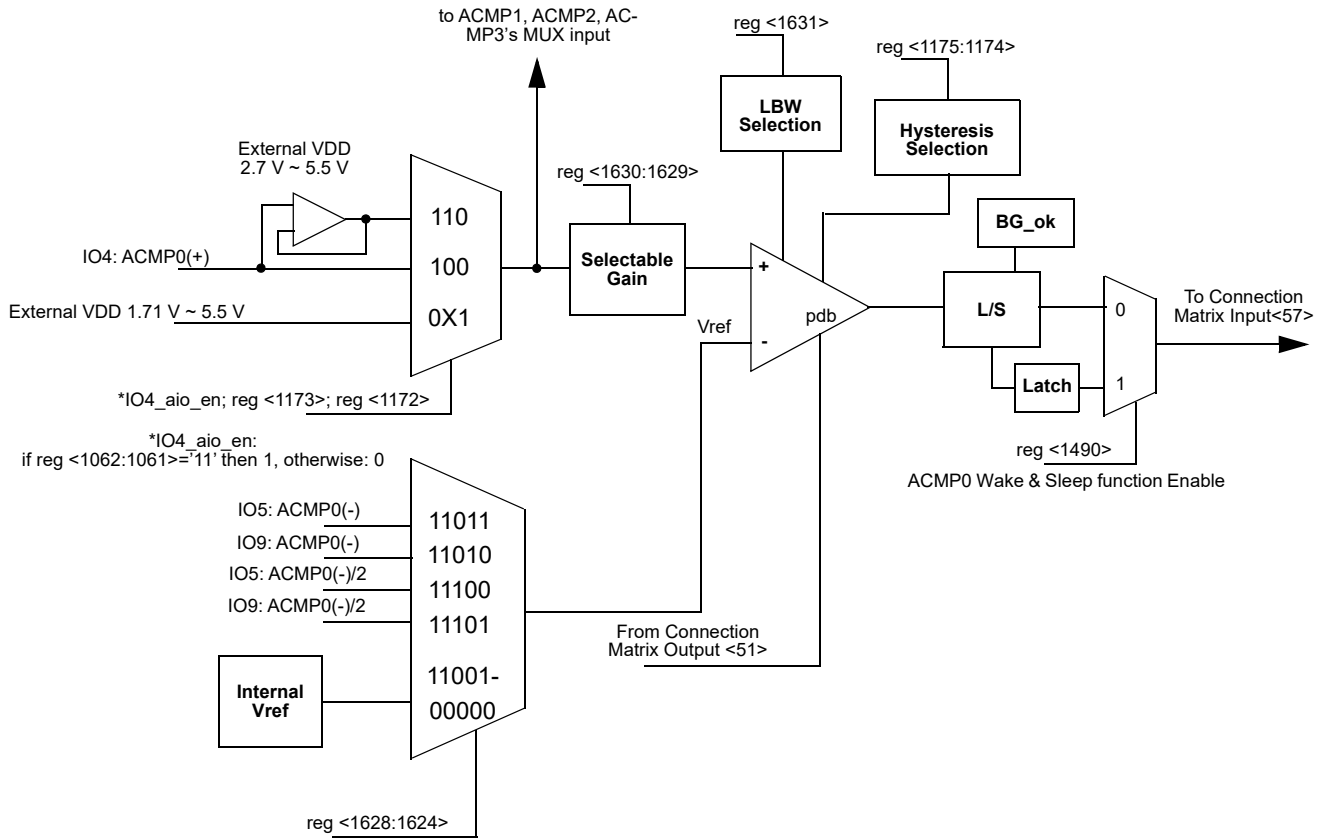 to ACMP1, ACMP2, AC-
MP3's MUX input
reg <1631>
reg <1175:1174>
LBW
Selection
Hysteresis
Selection
External VDD
2.7 V ~ 5.5 V
reg <1630:1629>
110
BG_ok
IO4: ACMP0(+)
100
Selectable
Gain
+
External VDD 1.71 V ~ 5.5 V
0X1
pdb
L/S
0
To Connection
Matrix Input<57>
Vref
-
Latch
1
*IO4_aio_en; reg <1173>; reg <1172>
*IO4_aio_en:
if reg <1062:1061>='11' then 1, otherwise: 0
reg <1490>
ACMP0 Wake & Sleep function Enable
IO5: ACMP0(-)
11011
IO9: ACMP0(-)
11010
IO5: ACMP0(-)/2
11100
IO9: ACMP0(-)/2
11101
From Connection
Matrix Output <51>
Internal
Vref
11001-
00000
reg <1628:1624>